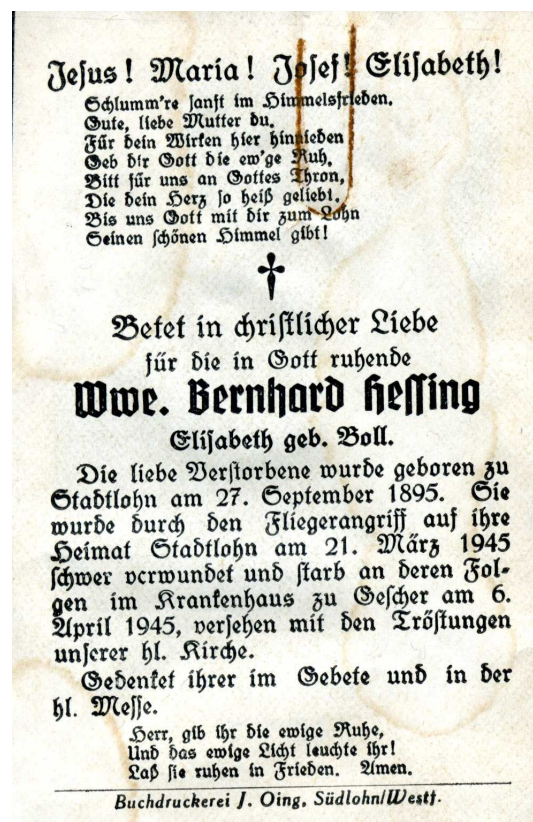 Jesus! Maria! Josef! Elisabeth!
Schlumm're sanft im Himmelsfrieden.
Gute, liebe Mutter du.
Für dein Wirken hier hinnieden
Geb dir Gott die ew'ge Ruh,
Bitt für uns an Gottes Thron,
Die dein Herz so heiß geliebt.
Bis uns Gott mit dir zum Lohn
Seinen schönen Himmel gibt!
†
Betet in christlicher Liebe
für die in Gott ruhende
Wwe. Bernhard Hessing
Elisabeth geb. Boll.
Die liebe Verstorbene wurde geboren zu
Stadtlohn am 27. September 1895. Sie
wurde durch den Fliegerangriff auf ihre
Heimat Stadtlohn am 21. März 1945
schwer verwundet und starb an deren Fol-
gen im Krankenhaus zu Gescher am 6.
April 1945, versehen mit den Tröstungen
unserer hl. Kirche.
Gedenket ihrer im Gebete und in der
hl. Messe.
Herr, gib ihr die ewige Ruhe,
Und das ewige Licht leuchte ihr!
Laß sie ruhen in Frieden. Amen.
Buchdruckerei J. Oing, Südlohn/Westf.